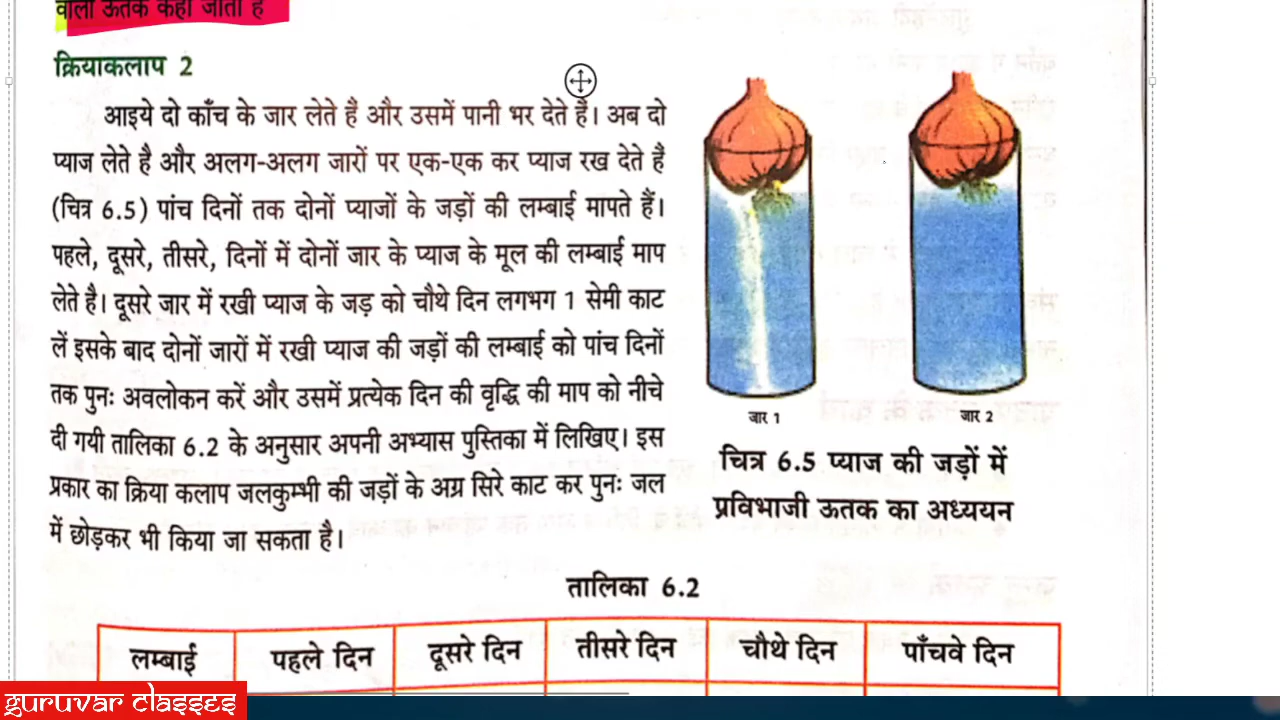 वाला ऊतक कहा जाता है
क्रियाकलाप 2
आइये दो काँच के जार लेते हैं और उसमें पानी भर देते हैं। अब दो
प्याज लेते है और अलग-अलग जारों पर एक-एक कर प्याज रख देते हैं
(चित्र 6.5) पांच दिनों तक दोनों प्याजों के जड़ों की लम्बाई मापते हैं।
पहले, दूसरे, तीसरे, दिनों में दोनों जार के प्याज के मूल की लम्बाई माप
लेते है। दूसरे जार में रखी प्याज के जड़ को चौथे दिन लगभग 1 सेमी काट
लें इसके बाद दोनों जारों में रखी प्याज की जड़ों की लम्बाई को पांच दिनों
तक पुनः अवलोकन करें और उसमें प्रत्येक दिन की वृद्धि की माप को नीचे
दी गयी तालिका 6.2 के अनुसार अपनी अभ्यास पुस्तिका में लिखिए। इस
प्रकार का क्रिया कलाप जलकुम्भी की जड़ों के अग्र सिरे काट कर पुनः जल
में छोड़कर भी किया जा सकता है।
जार 1
जार 2
चित्र 6.5 प्याज की जड़ों में
प्रविभाजी ऊतक का अध्ययन
तालिका 6.2
लम्बाई पहले दिन दूसरे दिन तीसरे दिन चौथे दिन पाँचवे दिन
guruvar classes